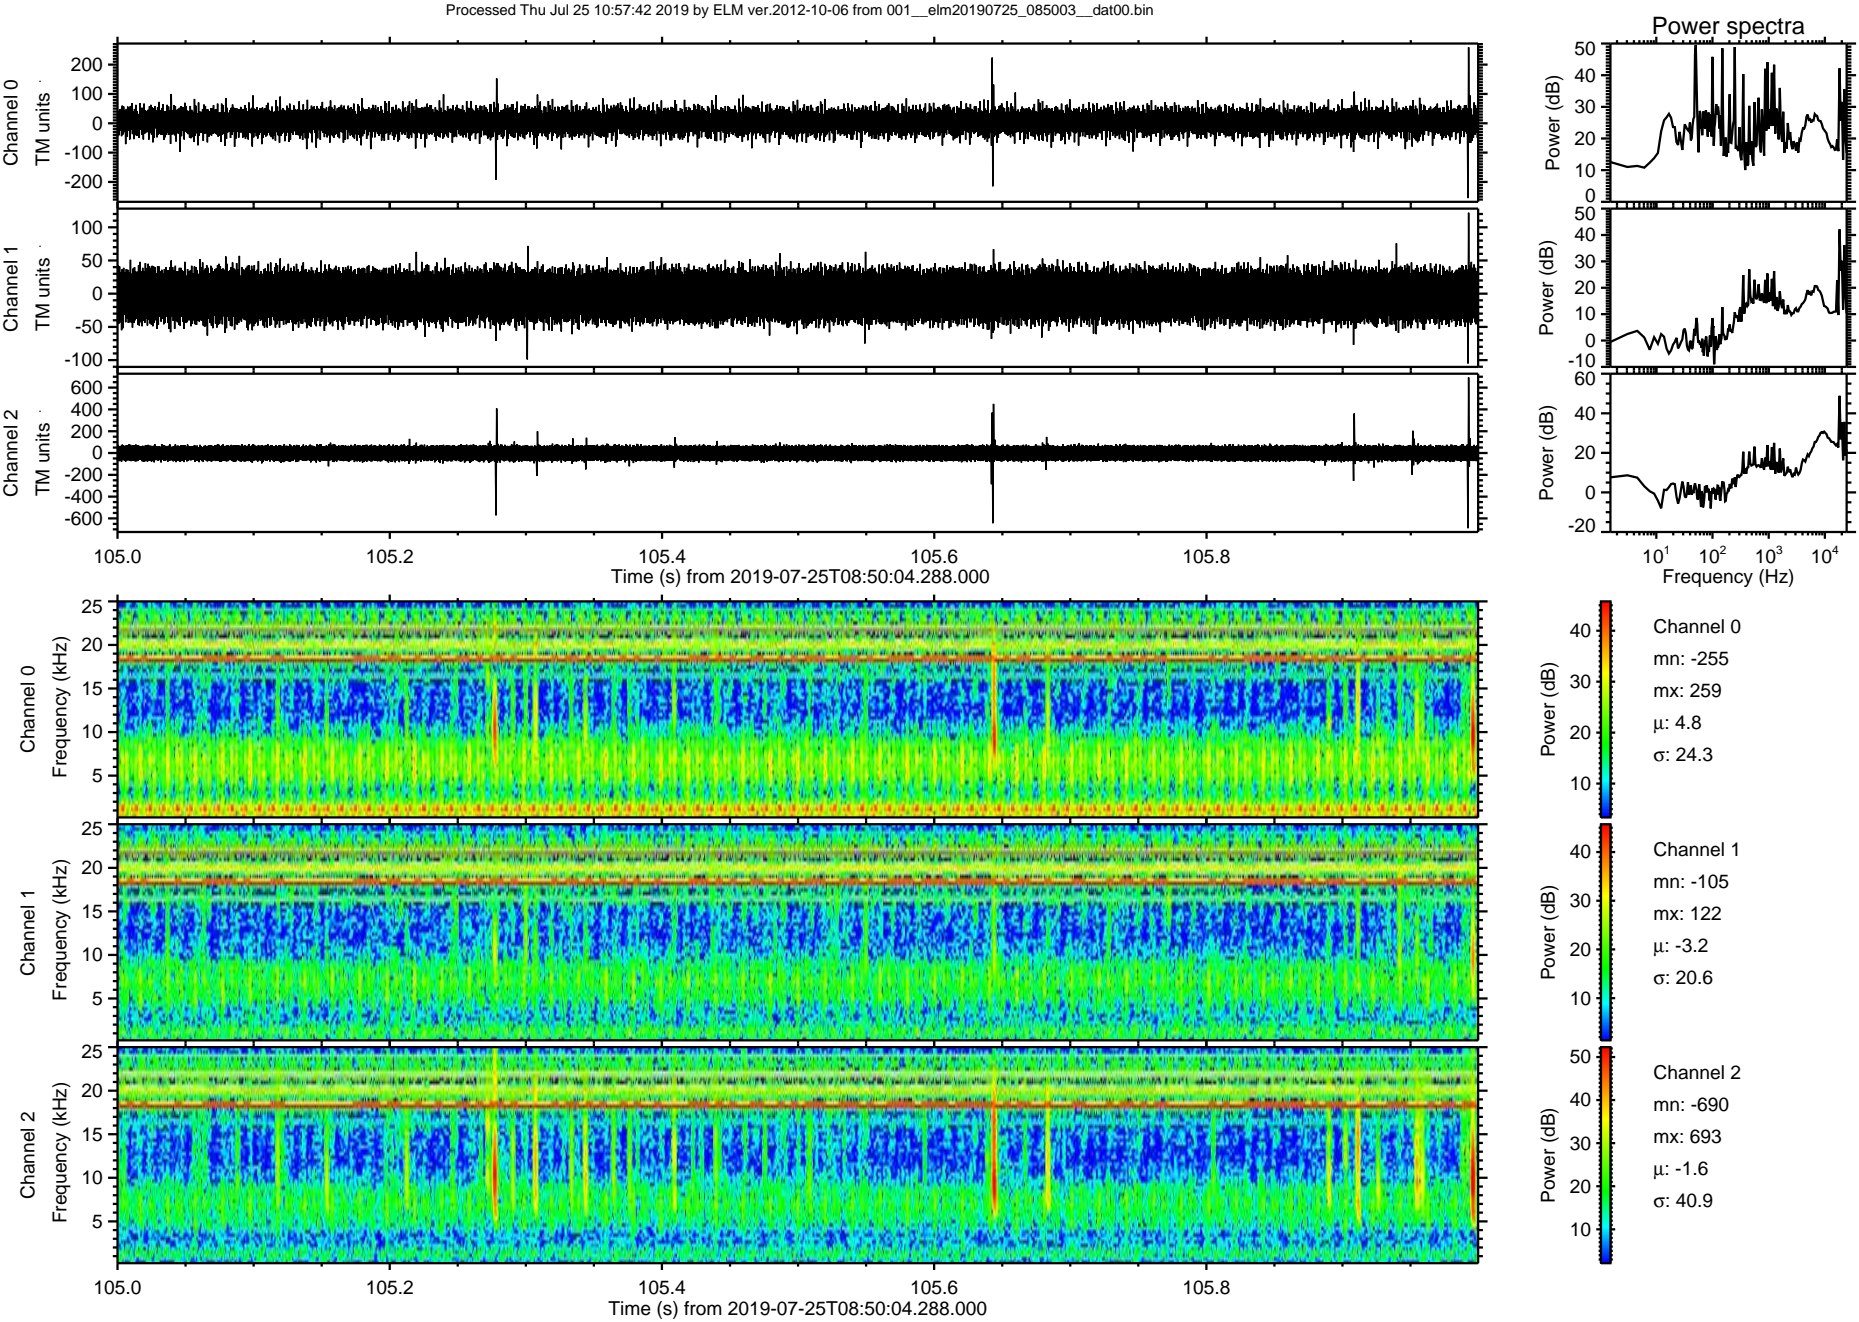 Processed Thu Jul 25 10:57:42 2019 by ELM ver.2012-10-06 from 001__elm20190725_085003__dat00.bin
Power spectra
Channel 0
TM units
200
100
0
-100
-200
Power (dB)
50
40
30
20
10
0
Channel 1
TM units
100
50
0
-50
-100
Power (dB)
50
40
30
20
10
0
-10
Channel 2
TM units
600
400
200
0
-200
-400
-600
Power (dB)
60
40
20
0
-20
105.0 105.2 105.4 105.6 105.8
Time (s) from 2019-07-25T08:50:04.288.000
10¹ 10² 10³ 10⁴
Frequency (Hz)
Channel 0
Frequency (kHz)
25
20
15
10
5
Power (dB)
40
30
20
10
Channel 0
mn: -255
mx: 259
μ: 4.8
σ: 24.3
Channel 1
Frequency (kHz)
25
20
15
10
5
Power (dB)
40
30
20
10
Channel 1
mn: -105
mx: 122
μ: -3.2
σ: 20.6
Channel 2
Frequency (kHz)
25
20
15
10
5
Power (dB)
50
40
30
20
10
Channel 2
mn: -690
mx: 693
μ: -1.6
σ: 40.9
105.0 105.2 105.4 105.6 105.8
Time (s) from 2019-07-25T08:50:04.288.000